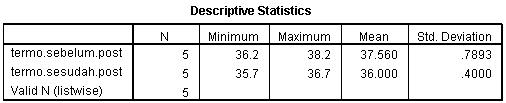 Descriptive Statistics
N Minimum Maximum Mean Std. Deviation
termo.sebelum.post 5 36.2 38.2 37.560 .7893
termo.sesudah.post 5 35.7 36.7 36.000 .4000
Valid N (listwise) 5